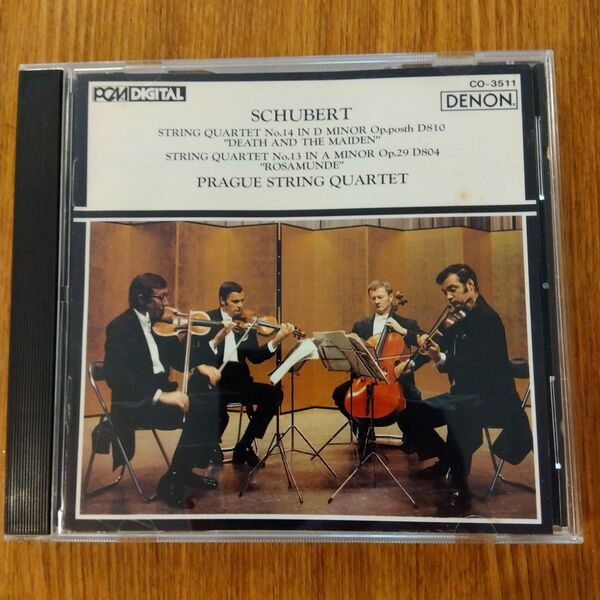 PCM DIGITAL
CO-3511
DENON
SCHUBERT
STRING QUARTET No.14 IN D MINOR Op.posth D810
"DEATH AND THE MAIDEN"
STRING QUARTET No.13 IN A MINOR Op.29 D804
"ROSAMUNDE"
PRAGUE STRING QUARTET